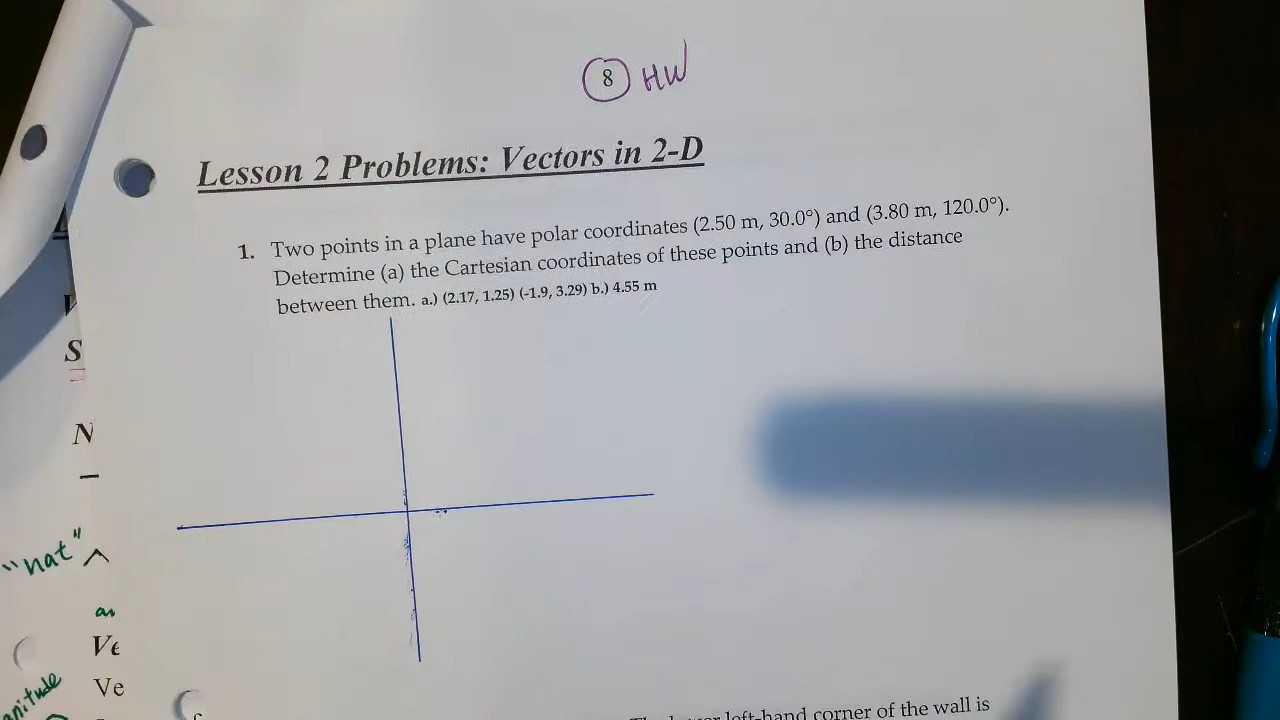 8 HW
Lesson 2 Problems: Vectors in 2-D
1. Two points in a plane have polar coordinates (2.50 m, 30.0°) and (3.80 m, 120.0°).
Determine (a) the Cartesian coordinates of these points and (b) the distance
between them. a.) (2.17, 1.25) (-1.9, 3.29) b.) 4.55 m
S
N
"nat"
Ve
Ve
left-hand corner of the wall is